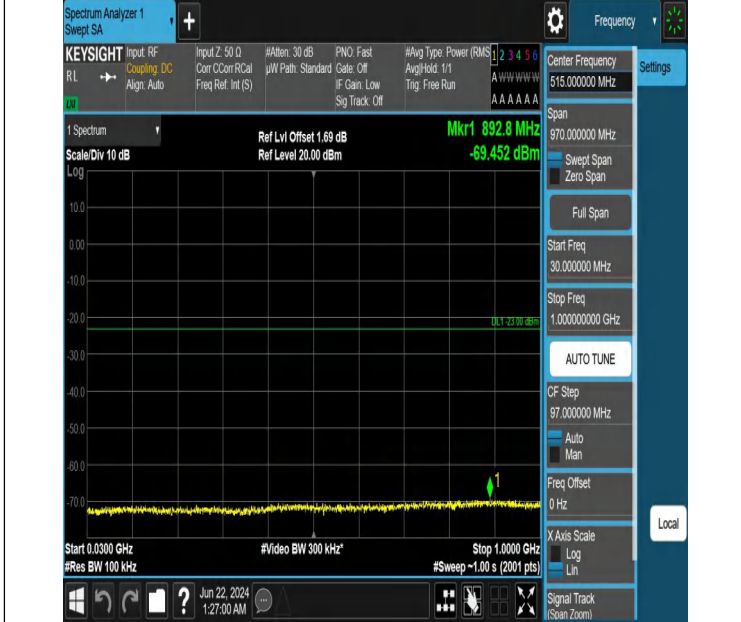 Spectrum Analyzer 1
Swept SA
Frequency
KEYSIGHT
RL
LXI
Input: RF
Coupling: DC
Align: Auto
Input Z: 50 Ω
Corr CCorr RCal
Freq Ref: Int (S)
#Atten: 30 dB
µW Path: Standard
PNO: Fast
Gate: Off
IF Gain: Low
Sig Track: Off
#Avg Type: Power (RMS
Avg|Hold: 1/1
Trig: Free Run
1 2 3 4 5 6
A W W W W W
A A A A A A
1 Spectrum
Scale/Div 10 dB
Log
Ref Lvl Offset 1.69 dB
Ref Level 20.00 dBm
Mkr1 892.8 MHz
-69.452 dBm
10.0
0.00
-10.0
-20.0
-30.0
-40.0
-50.0
-60.0
-70.0
DL1 -23.00 dBm
1
Start 0.0300 GHz
#Res BW 100 kHz
#Video BW 300 kHz*
Stop 1.0000 GHz
#Sweep ~1.00 s (2001 pts)
Jun 22, 2024
1:27:00 AM
Center Frequency
515.000000 MHz
Span
970.000000 MHz
Swept Span
Zero Span
Full Span
Start Freq
30.000000 MHz
Stop Freq
1.000000000 GHz
AUTO TUNE
CF Step
97.000000 MHz
Auto
Man
Freq Offset
0 Hz
X Axis Scale
Log
Lin
Signal Track
(Span Zoom)
Settings
Local